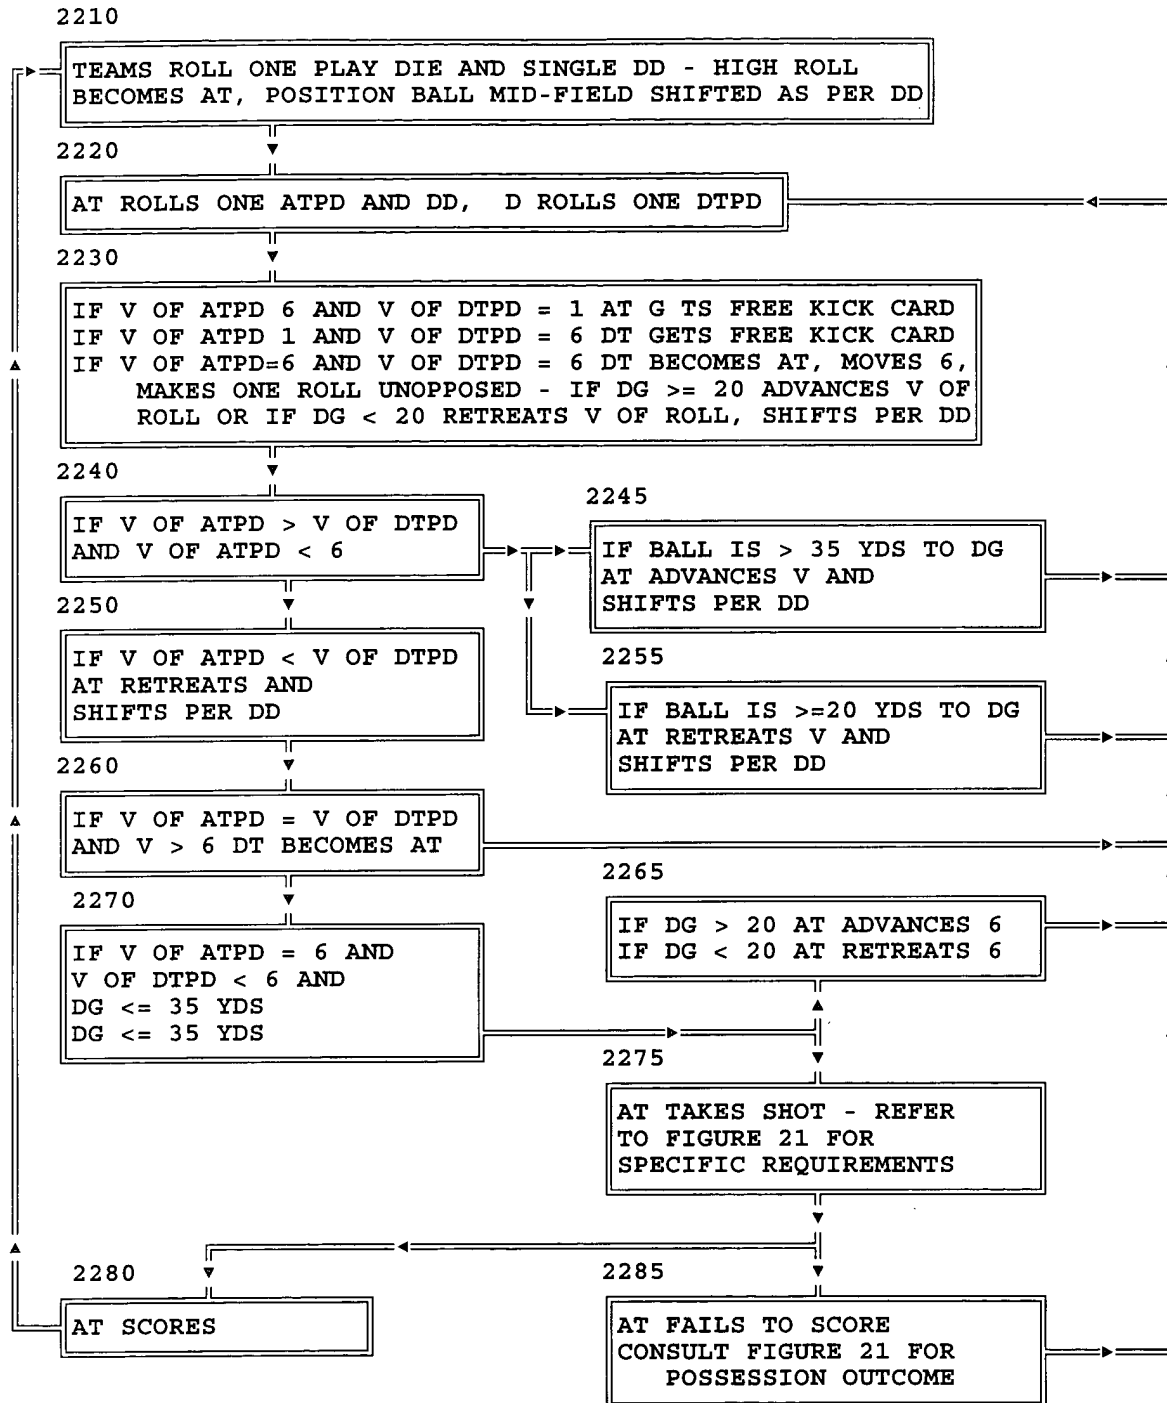 2210
TEAMS ROLL ONE PLAY DIE AND SINGLE DD - HIGH ROLL
BECOMES AT, POSITION BALL MID-FIELD SHIFTED AS PER DD
2220
AT ROLLS ONE ATPD AND DD, D ROLLS ONE DTPD
2230
IF V OF ATPD 6 AND V OF DTPD = 1 AT G TS FREE KICK CARD
IF V OF ATPD 1 AND V OF DTPD = 6 DT GETS FREE KICK CARD
IF V OF ATPD=6 AND V OF DTPD = 6 DT BECOMES AT, MOVES 6,
MAKES ONE ROLL UNOPPOSED - IF DG >= 20 ADVANCES V OF
ROLL OR IF DG < 20 RETREATS V OF ROLL, SHIFTS PER DD
2240
IF V OF ATPD > V OF DTPD
AND V OF ATPD < 6
2245
IF BALL IS > 35 YDS TO DG
AT ADVANCES V AND
SHIFTS PER DD
2250
IF V OF ATPD < V OF DTPD
AT RETREATS AND
SHIFTS PER DD
2255
IF BALL IS >=20 YDS TO DG
AT RETREATS V AND
SHIFTS PER DD
2260
IF V OF ATPD = V OF DTPD
AND V > 6 DT BECOMES AT
2265
IF DG > 20 AT ADVANCES 6
IF DG < 20 AT RETREATS 6
2270
IF V OF ATPD = 6 AND
V OF DTPD < 6 AND
DG <= 35 YDS
DG <= 35 YDS
2275
AT TAKES SHOT - REFER
TO FIGURE 21 FOR
SPECIFIC REQUIREMENTS
2280
AT SCORES
2285
AT FAILS TO SCORE
CONSULT FIGURE 21 FOR
POSSESSION OUTCOME